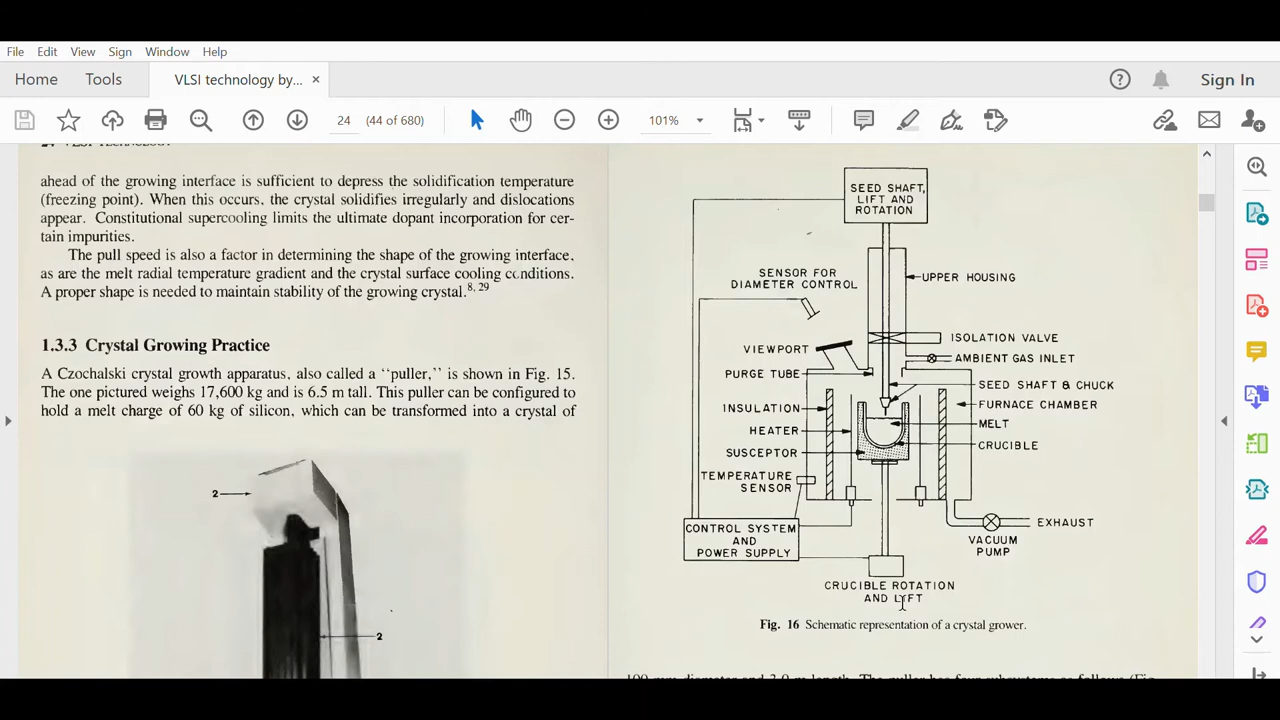 File Edit View Sign Window Help
Home Tools VLSI technology by... × Sign In
24 (44 of 680) 101%
ahead of the growing interface is sufficient to depress the solidification temperature
(freezing point). When this occurs, the crystal solidifies irregularly and dislocations
appear. Constitutional supercooling limits the ultimate dopant incorporation for cer-
tain impurities.
The pull speed is also a factor in determining the shape of the growing interface,
as are the melt radial temperature gradient and the crystal surface cooling conditions.
A proper shape is needed to maintain stability of the growing crystal.8, 29
1.3.3 Crystal Growing Practice
A Czochalski crystal growth apparatus, also called a "puller," is shown in Fig. 15.
The one pictured weighs 17,600 kg and is 6.5 m tall. This puller can be configured to
hold a melt charge of 60 kg of silicon, which can be transformed into a crystal of
2
2
SEED SHAFT,
LIFT AND
ROTATION
SENSOR FOR
DIAMETER CONTROL
UPPER HOUSING
ISOLATION VALVE
VIEWPORT
AMBIENT GAS INLET
PURGE TUBE
SEED SHAFT & CHUCK
INSULATION
FURNACE CHAMBER
HEATER
MELT
SUSCEPTOR
CRUCIBLE
TEMPERATURE
SENSOR
CONTROL SYSTEM
AND
POWER SUPPLY
EXHAUST
VACUUM
PUMP
CRUCIBLE ROTATION
AND LIFT
Fig. 16 Schematic representation of a crystal grower.